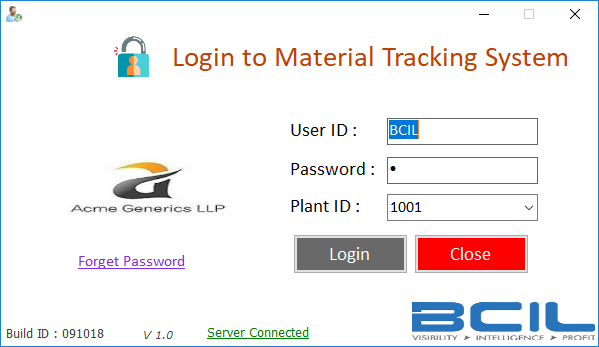 Login to Material Tracking System
User ID :
BCIL
Password :
•
Plant ID :
1001
Acme Generics LLP
Login
Close
Forget Password
BCIL
VISIBILITY ▸ INTELLIGENCE ▸ PROFIT
Build ID : 091018
V 1.0
Server Connected